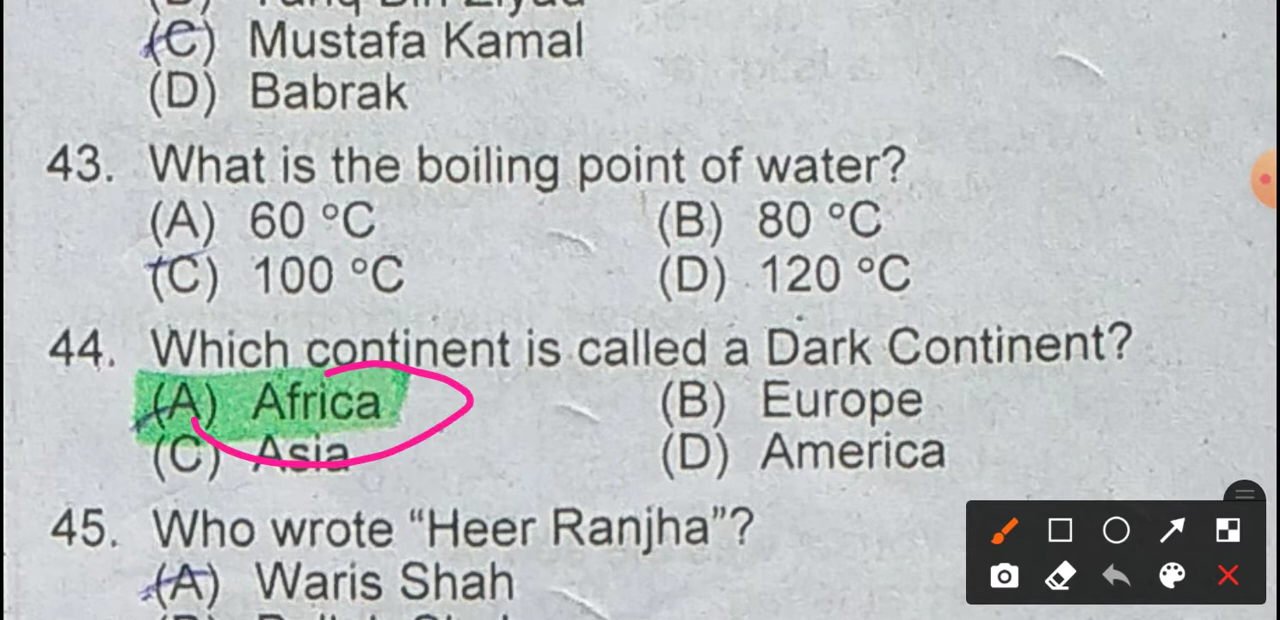 (C) Mustafa Kamal
(D) Babrak
43. What is the boiling point of water?
(A) 60 °C (B) 80 °C
(C) 100 °C (D) 120 °C
44. Which continent is called a Dark Continent?
(A) Africa (B) Europe
(C) Asia (D) America
45. Who wrote “Heer Ranjha”?
(A) Waris Shah